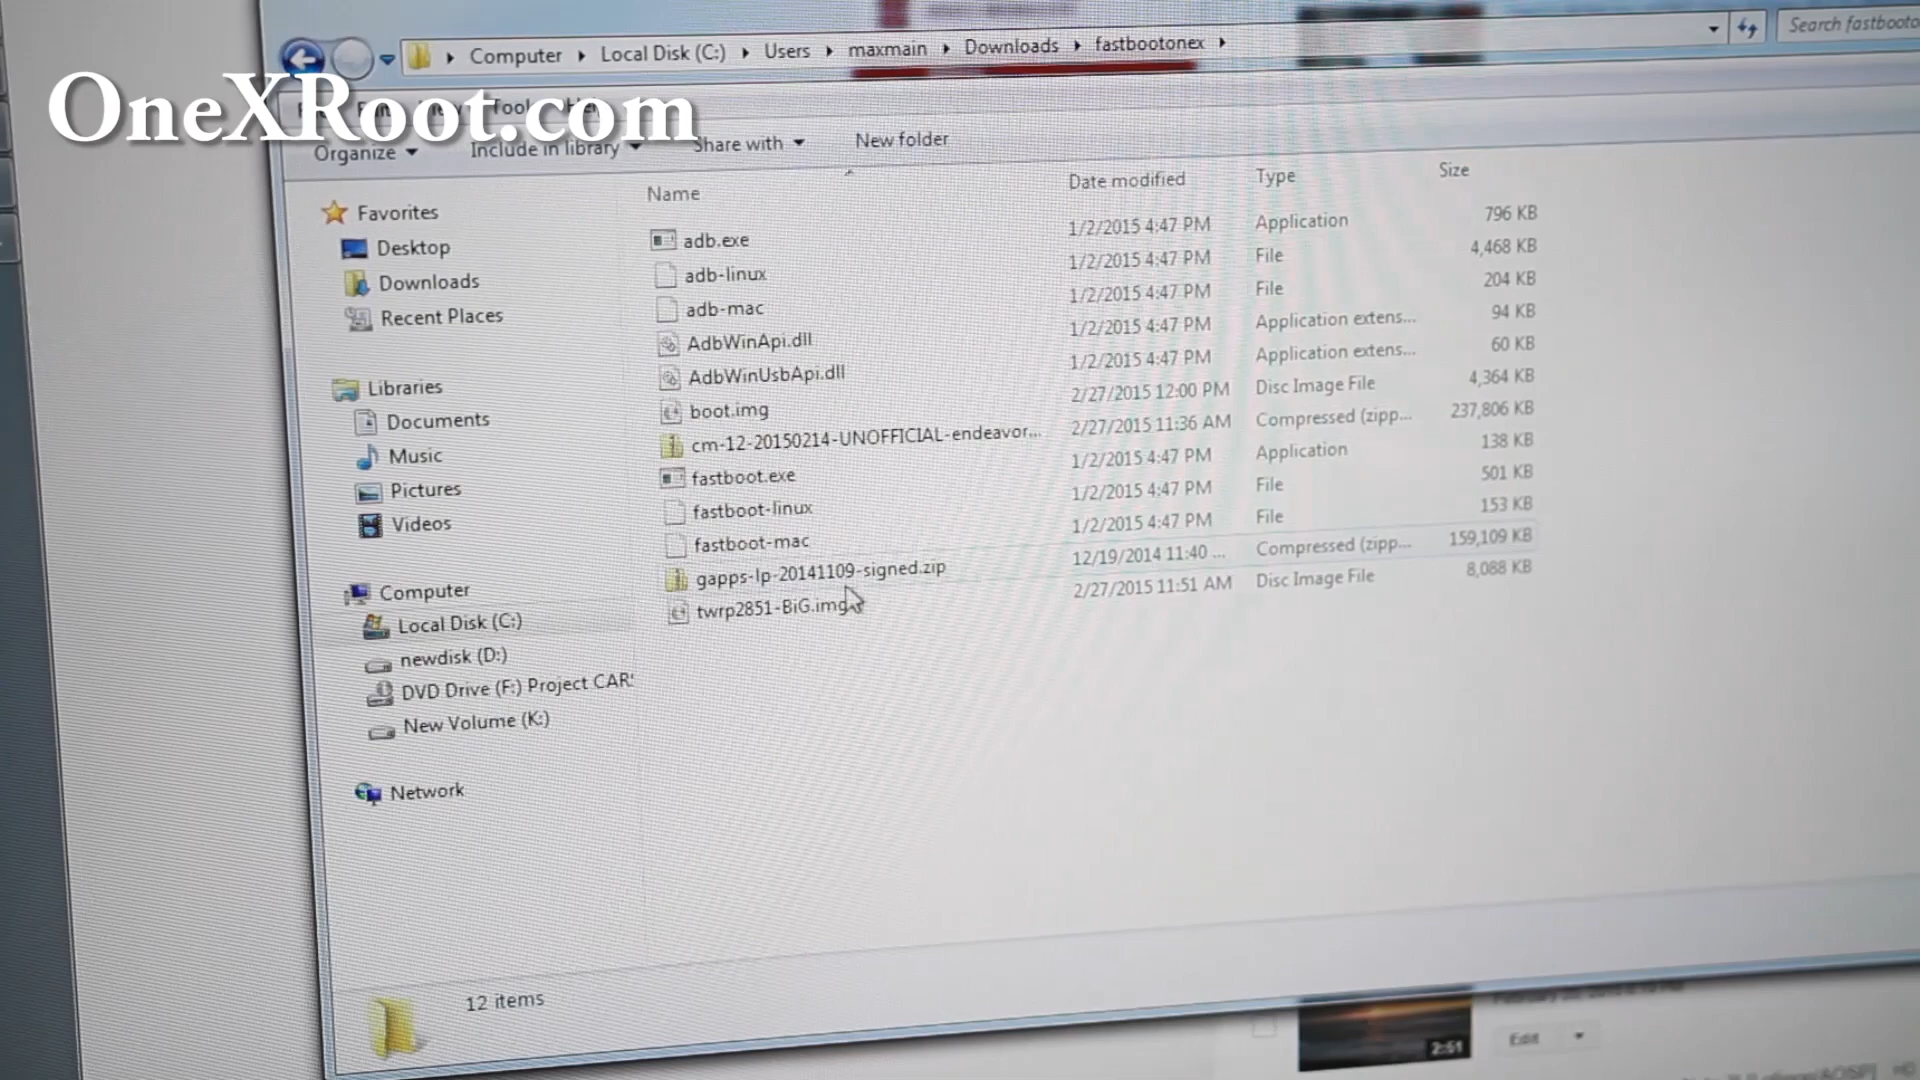 Computer Local Disk (C:) Users maxmain Downloads fastbootonex
Search fastbooto
OneXRoot.com
Organize Include in library Share with New folder
Name Date modified Type Size
adb.exe 1/2/2015 4:47 PM Application 796 KB
adb-linux 1/2/2015 4:47 PM File 4,468 KB
adb-mac 1/2/2015 4:47 PM File 204 KB
AdbWinApi.dll 1/2/2015 4:47 PM Application extens... 94 KB
AdbWinUsbApi.dll 1/2/2015 4:47 PM Application extens... 60 KB
boot.img 2/27/2015 12:00 PM Disc Image File 4,364 KB
cm-12-20150214-UNOFFICIAL-endeavor... 2/27/2015 11:36 AM Compressed (zipp... 237,806 KB
fastboot.exe 1/2/2015 4:47 PM Application 138 KB
fastboot-linux 1/2/2015 4:47 PM File 501 KB
fastboot-mac 1/2/2015 4:47 PM File 153 KB
gapps-lp-20141109-signed.zip 12/19/2014 11:40 ... Compressed (zipp... 159,109 KB
twrp2851-BiG.img 2/27/2015 11:51 AM Disc Image File 8,088 KB
Favorites
Desktop
Downloads
Recent Places
Libraries
Documents
Music
Pictures
Videos
Computer
Local Disk (C:)
newdisk (D:)
DVD Drive (F:) Project CAR
New Volume (K:)
Network
12 items
2:51
Edit